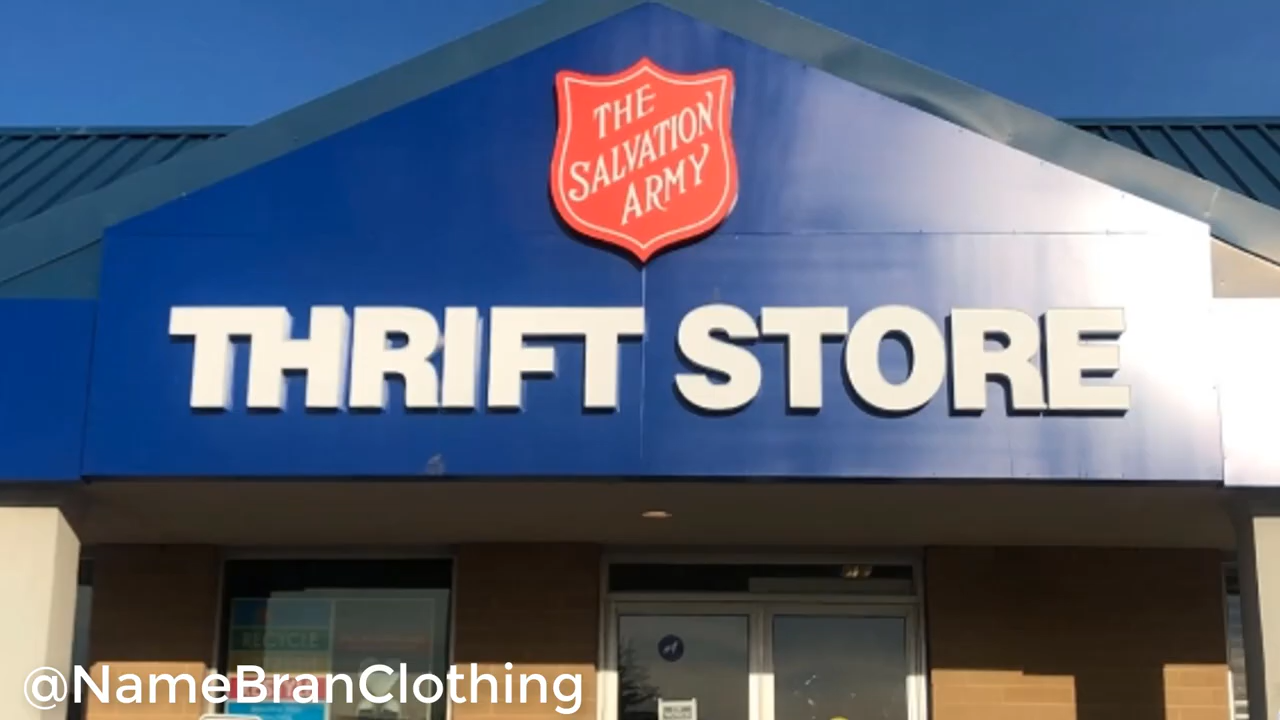 THE
SALVATION
ARMY
THRIFT STORE
RECYCLE
@NameBranClothing